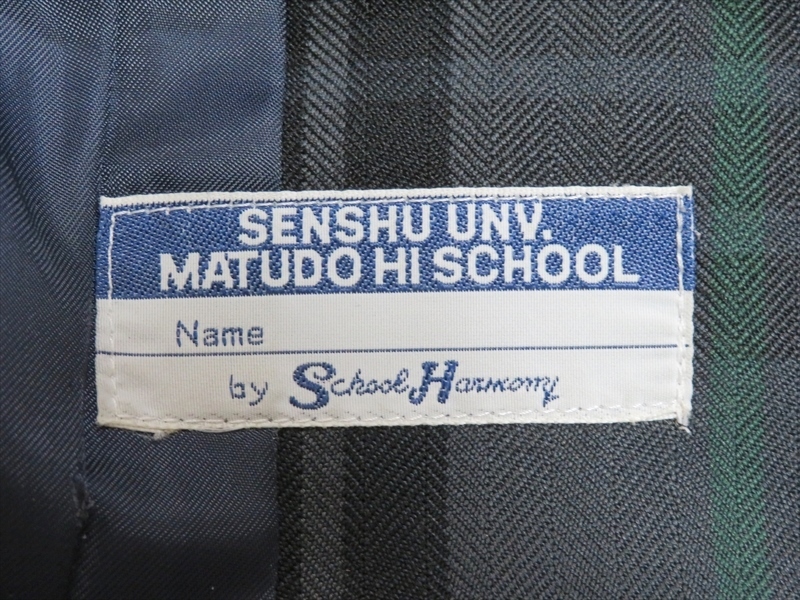 SENSHU UNV.
MATUDO HI SCHOOL
Name
by School Harmony